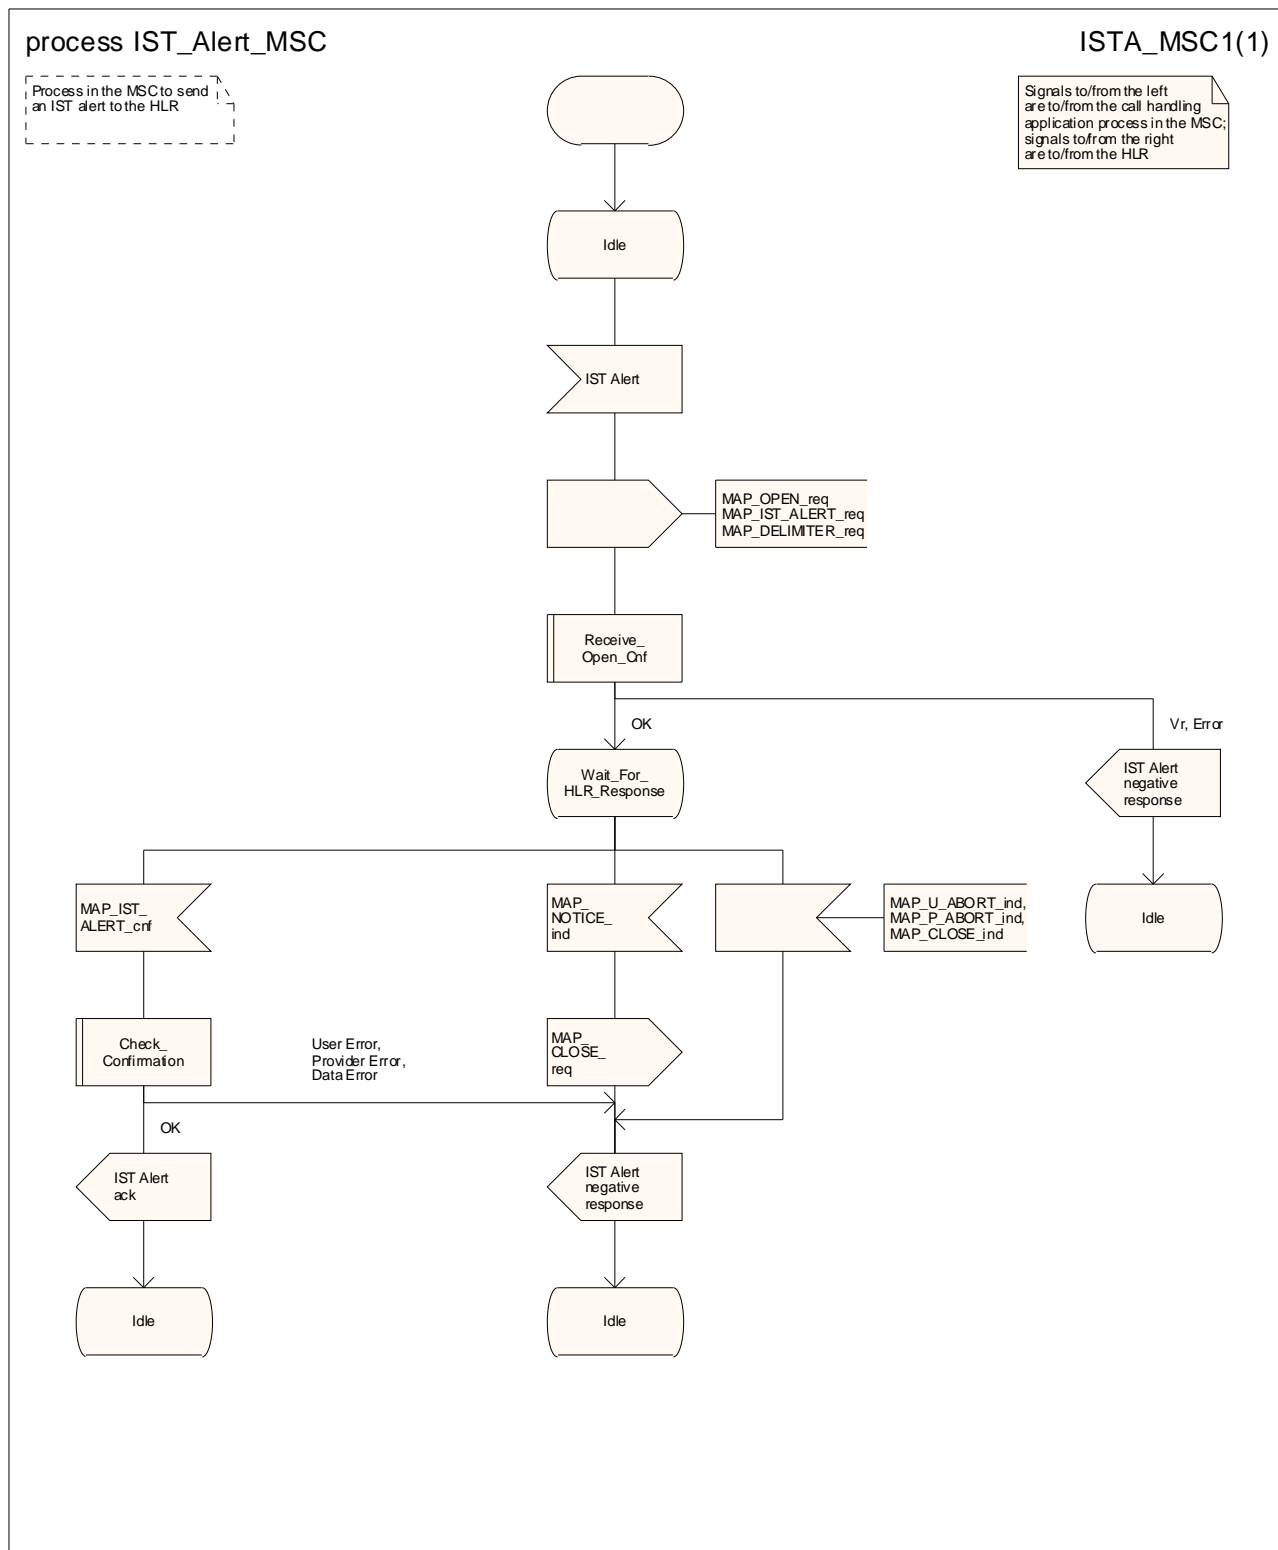 process IST_Alert_MSC
ISTA_MSC1(1)
Process in the MSC to send
an IST alert to the HLR
Signals to/from the left
are to/from the call handling
application process in the MSC;
signals to/from the right
are to/from the HLR
Idle
IST Alert
MAP_OPEN_req
MAP_IST_ALERT_req
MAP_DELIMITER_req
Receive_
Open_Cnf
OK
Vr, Error
Wait_For_
HLR_Response
IST Alert
negative
response
MAP_IST_
ALERT_cnf
MAP_
NOTICE_
ind
MAP_U_ABORT_ind,
MAP_P_ABORT_ind,
MAP_CLOSE_ind
Idle
Check_
Confirmation
User Error,
Provider Error,
Data Error
MAP_
CLOSE_
req
OK
IST Alert
ack
IST Alert
negative
response
Idle
Idle